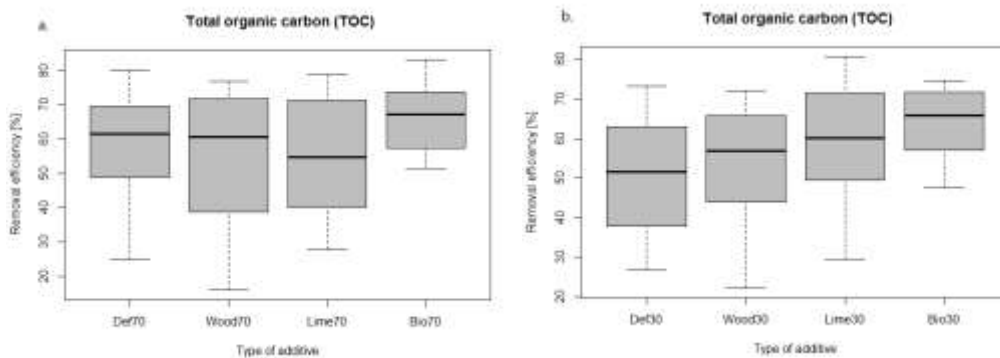 a.
Total organic carbon (TOC)
Removal efficiency [%]
80
70
60
50
40
30
20
Def70 Wood70 Lime70 Bio70
Type of additive
b.
Total organic carbon (TOC)
Removal efficiency [%]
80
70
60
50
40
30
20
Def30 Wood30 Lime30 Bio30
Type of additive